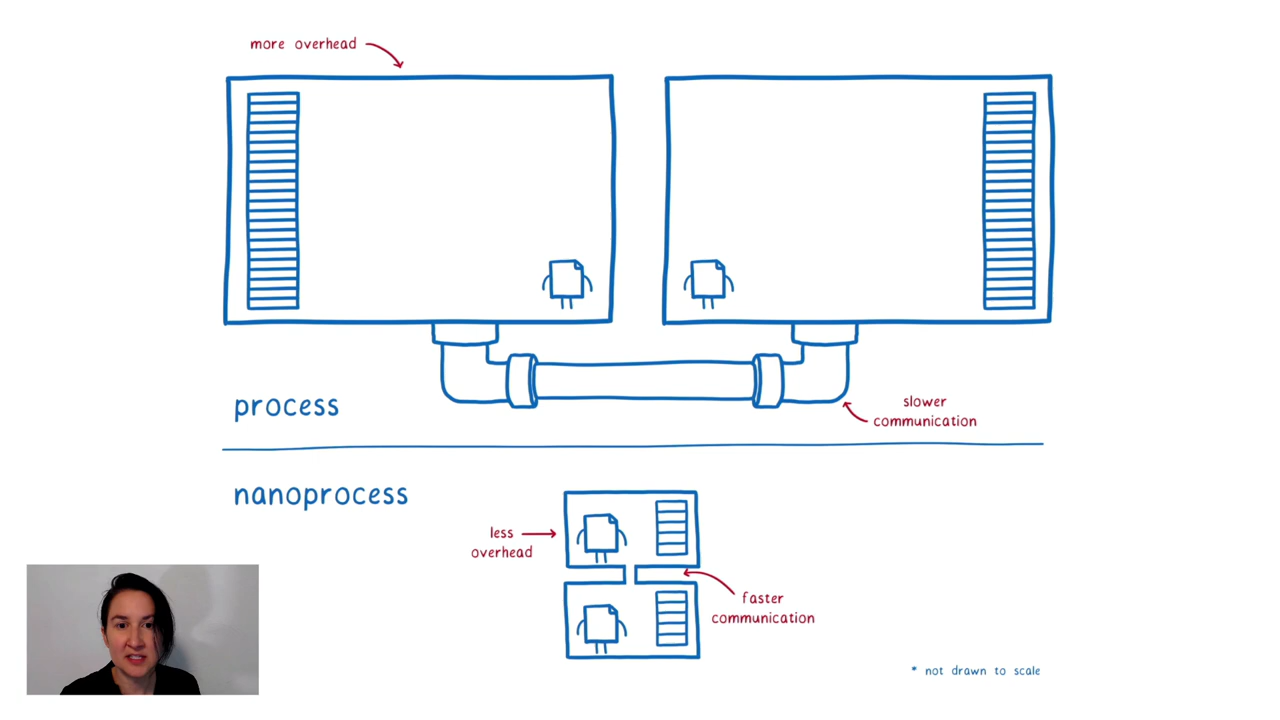 more overhead
process
slower
communication
nanoprocess
less
overhead
faster
communication
* not drawn to scale